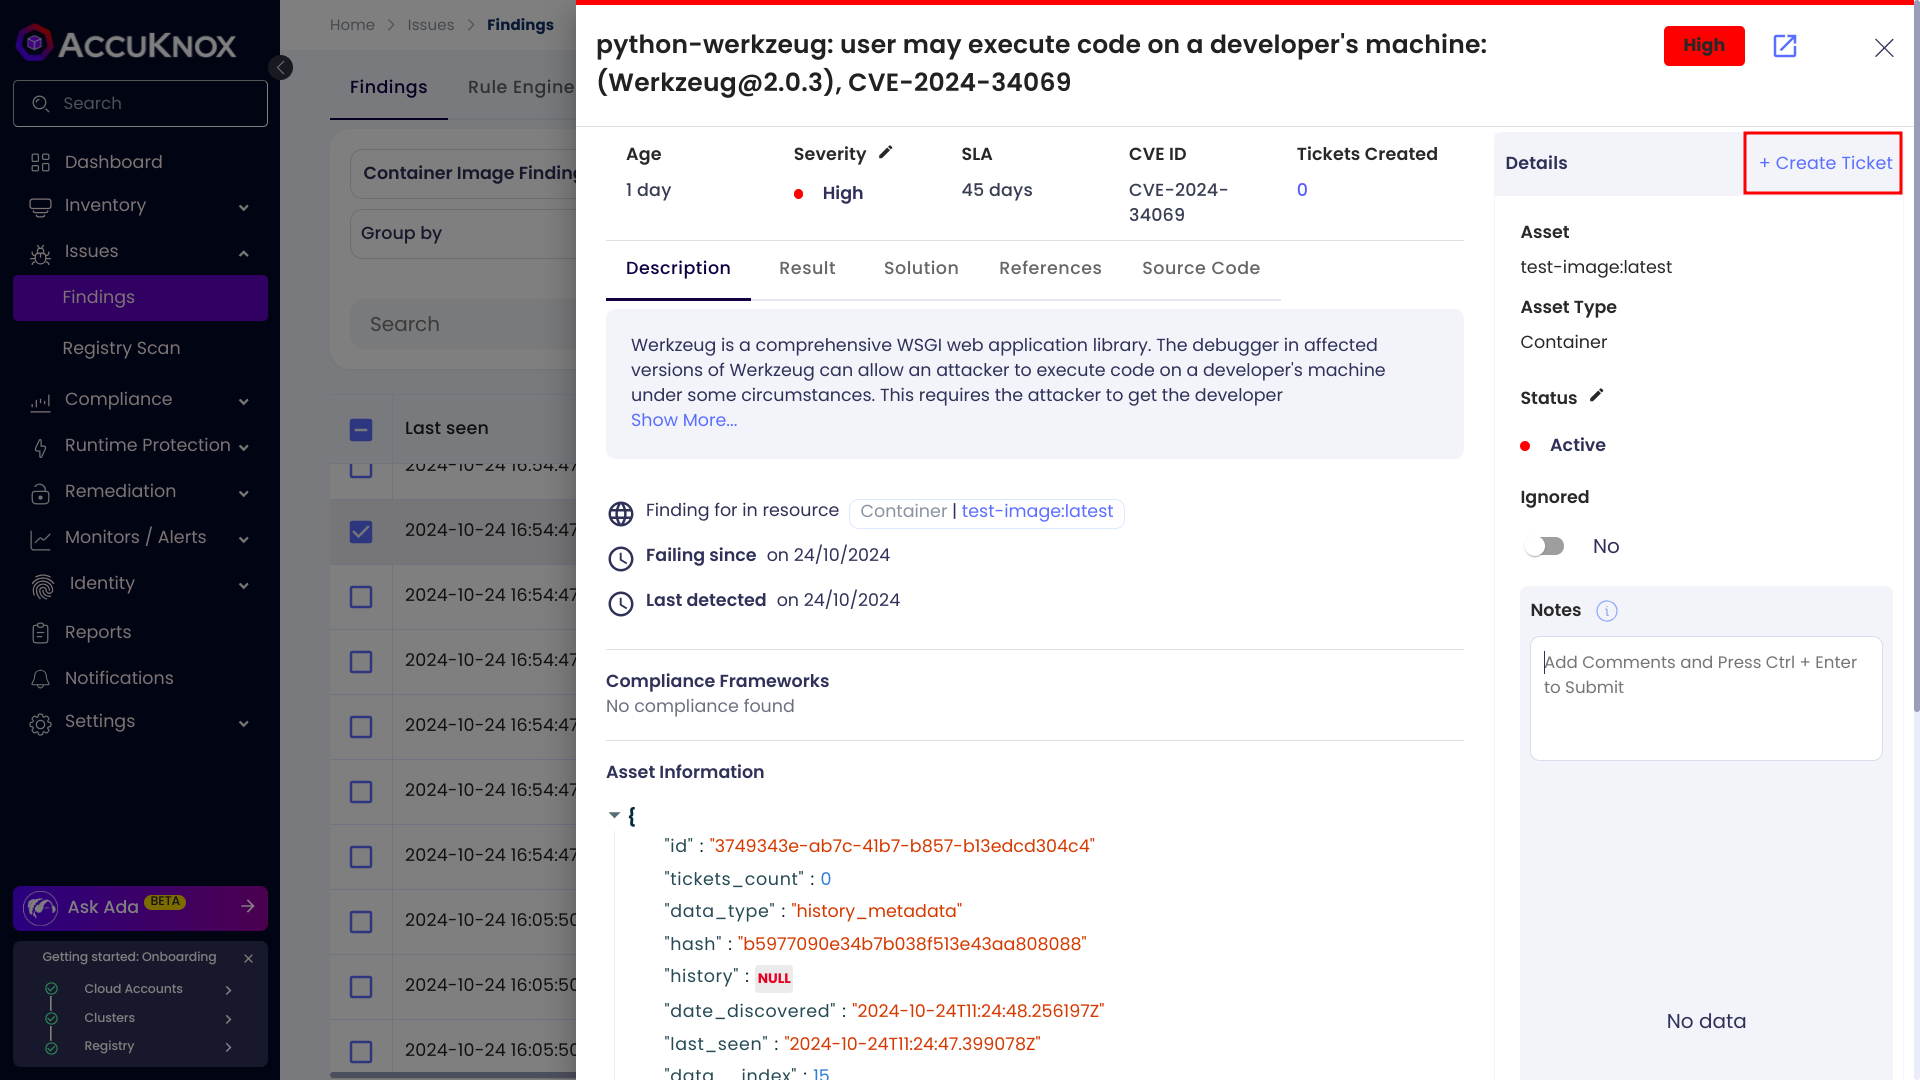 ACCUKNOX
Search
Dashboard
Inventory
Issues
Findings
Registry Scan
Compliance
Runtime Protection
Remediation
Monitors / Alerts
Identity
Reports
Notifications
Settings
Ask Ada BETA
Getting started: Onboarding
Cloud Accounts
Clusters
Registry
Home > Issues > Findings
Findings
Rule Engine
Container Image Finding
Group by
Search
Last seen
2024-10-24 16:54:47
2024-10-24 16:54:47
2024-10-24 16:54:47
2024-10-24 16:54:47
2024-10-24 16:54:47
2024-10-24 16:54:47
2024-10-24 16:54:47
2024-10-24 16:05:50
2024-10-24 16:05:50
2024-10-24 16:05:50
python-werkzeug: user may execute code on a developer's machine:
(Werkzeug@2.0.3), CVE-2024-34069
High
Age
1 day
Severity
High
SLA
45 days
CVE ID
CVE-2024-
34069
Tickets Created
0
Description
Result
Solution
References
Source Code
Werkzeug is a comprehensive WSGI web application library. The debugger in affected
versions of Werkzeug can allow an attacker to execute code on a developer's machine
under some circumstances. This requires the attacker to get the developer
Show More...
Finding for in resource Container | test-image:latest
Failing since on 24/10/2024
Last detected on 24/10/2024
Compliance Frameworks
No compliance found
Asset Information
{
"id" : "3749343e-ab7c-41b7-b857-b13edcd304c4"
"tickets_count" : 0
"data_type" : "history_metadata"
"hash" : "b5977090e34b7b038f513e43aa808088"
"history" : NULL
"date_discovered" : "2024-10-24T11:24:48.256197Z"
"last_seen" : "2024-10-24T11:24:47.399078Z"
"data__index" : 15
Details
+ Create Ticket
Asset
test-image:latest
Asset Type
Container
Status
Active
Ignored
No
Notes
Add Comments and Press Ctrl + Enter
to Submit
No data